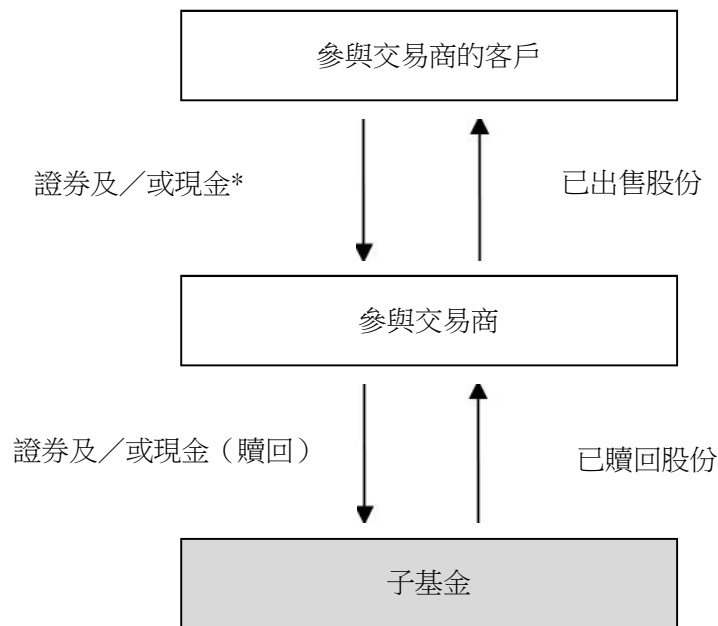 參與交易商的客戶
證券及／或現金*
已出售股份
參與交易商
證券及／或現金（贖回）
已贖回股份
子基金